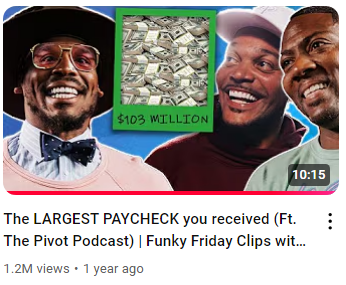 $103 MILLION
10:15
The LARGEST PAYCHECK you received (Ft.
The Pivot Podcast) | Funky Friday Clips wit…
1.2M views • 1 year ago